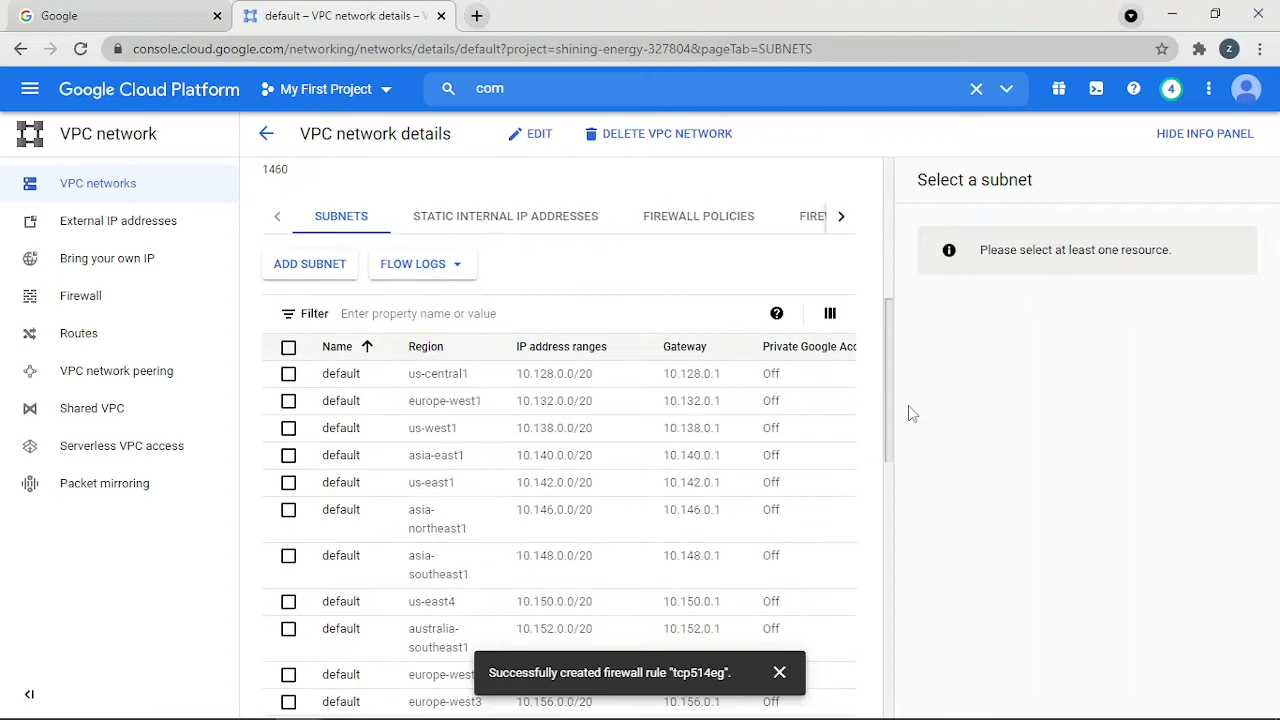 Google
default – VPC network details – V
console.cloud.google.com/networking/networks/details/default?project=shining-energy-327804&pageTab=SUBNETS
z
Google Cloud Platform
My First Project
com
4
VPC network
VPC network details
EDIT
DELETE VPC NETWORK
HIDE INFO PANEL
VPC networks
External IP addresses
Bring your own IP
Firewall
Routes
VPC network peering
Shared VPC
Serverless VPC access
Packet mirroring
1460
SUBNETS
STATIC INTERNAL IP ADDRESSES
FIREWALL POLICIES
FIREV
ADD SUBNET
FLOW LOGS
Filter Enter property name or value
Name Region IP address ranges Gateway Private Google Acc
default us-central1 10.128.0.0/20 10.128.0.1 Off
default europe-west1 10.132.0.0/20 10.132.0.1 Off
default us-west1 10.138.0.0/20 10.138.0.1 Off
default asia-east1 10.140.0.0/20 10.140.0.1 Off
default us-east1 10.142.0.0/20 10.142.0.1 Off
default asia- 10.146.0.0/20 10.146.0.1 Off
northeast1
default asia- 10.148.0.0/20 10.148.0.1 Off
southeast1
default us-east4 10.150.0.0/20 10.150.0.1 Off
default australia- 10.152.0.0/20 10.152.0.1 Off
southeast1
default europe-west
default europe-west3 10.156.0.0/20 10.156.0.1 Off
Successfully created firewall rule "tcp514eg".
Select a subnet
Please select at least one resource.